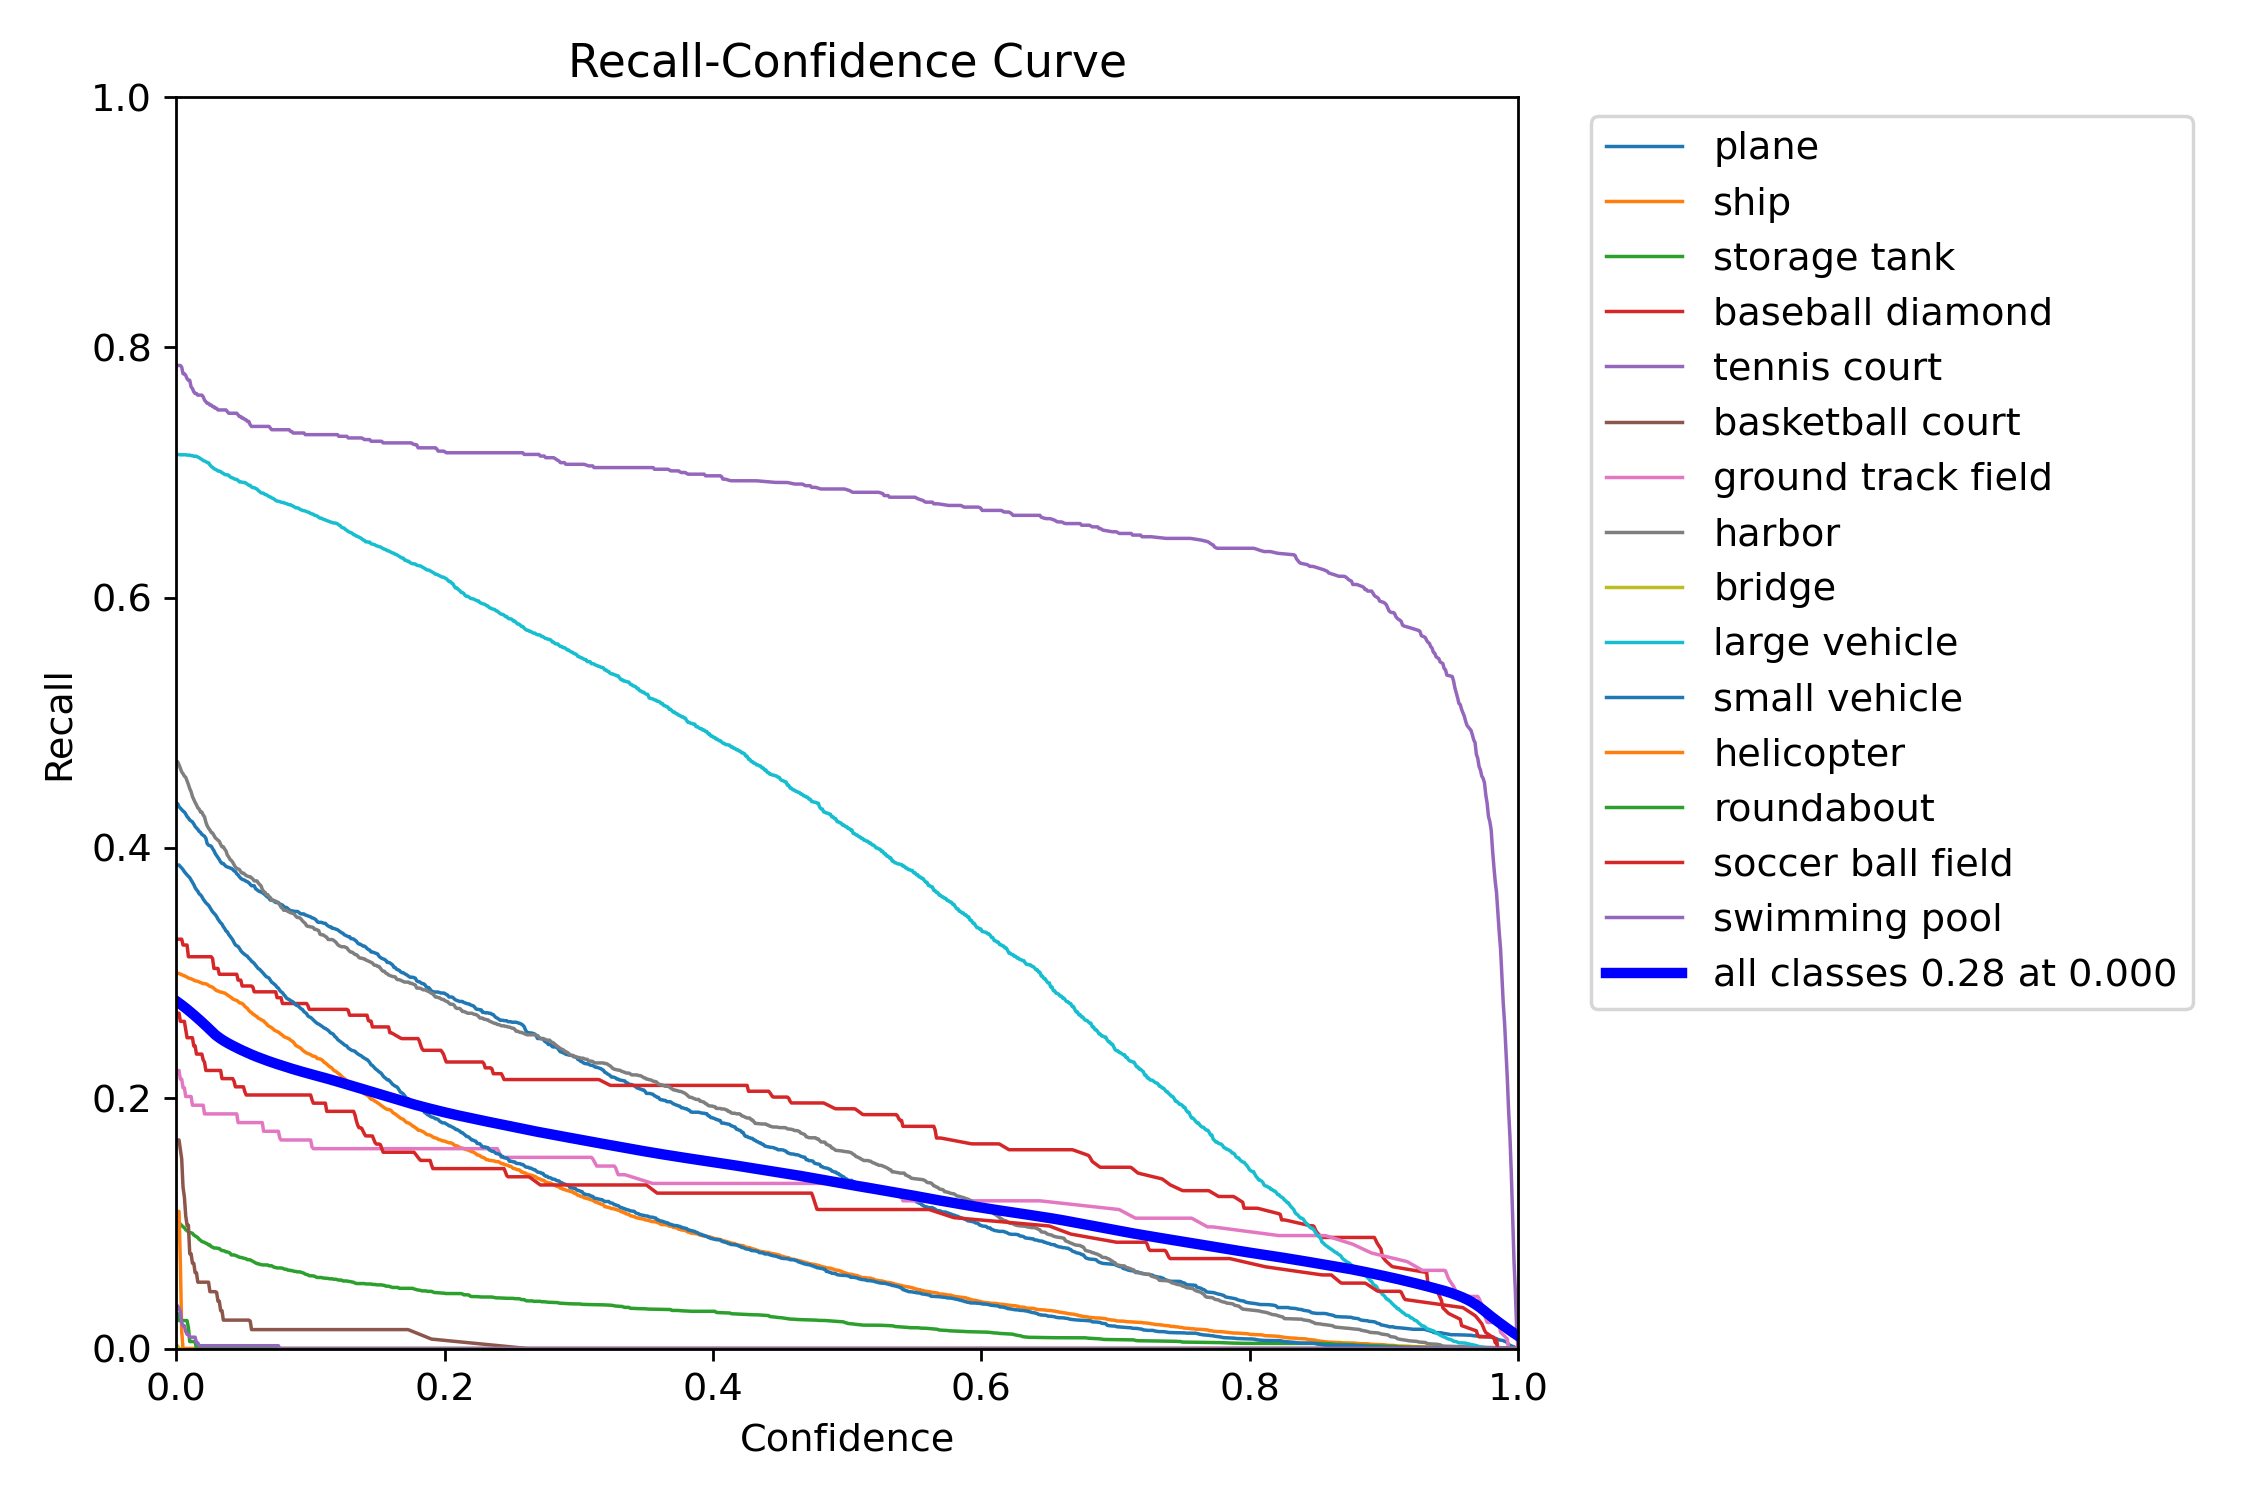 Recall-Confidence Curve
1.0
0.8
0.6
0.4
0.2
0.0
Recall
0.0 0.2 0.4 0.6 0.8 1.0
Confidence
plane
ship
storage tank
baseball diamond
tennis court
basketball court
ground track field
harbor
bridge
large vehicle
small vehicle
helicopter
roundabout
soccer ball field
swimming pool
all classes 0.28 at 0.000